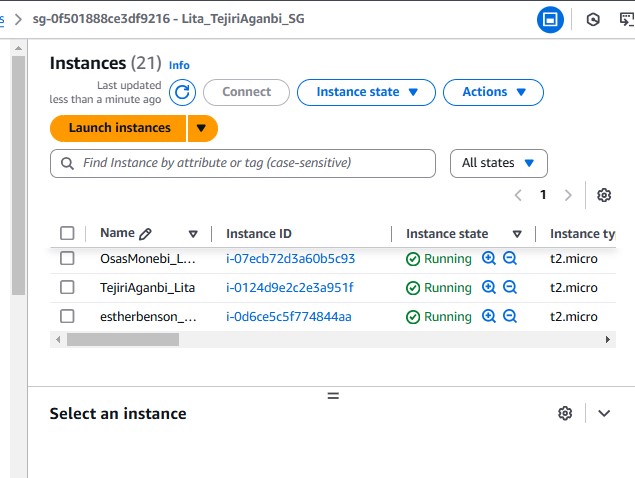 s > sg-0f501888ce3df9216 - Lita_TejiriAganbi_SG
Instances (21) Info
Last updated
less than a minute ago
Connect
Instance state
Actions
Launch instances
Find Instance by attribute or tag (case-sensitive)
All states
1
Name Instance ID Instance state Instance ty
OsasMonebi_L... i-07ecb72d3a60b5c93 Running t2.micro
TejiriAganbi_Lita i-0124d9e2c2e3a951f Running t2.micro
estherbenson_... i-0d6ce5c5f774844aa Running t2.micro
Select an instance